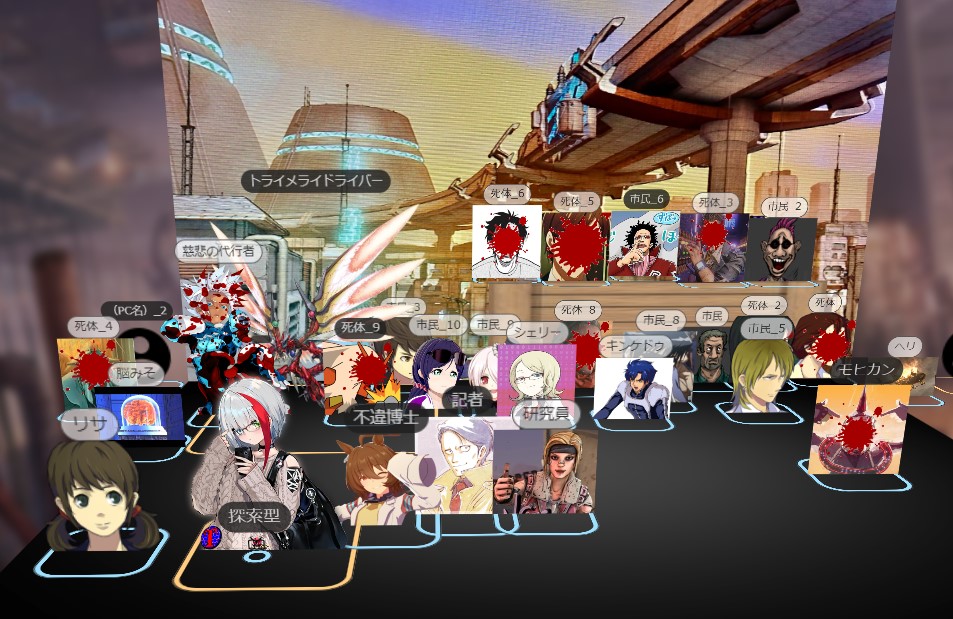 トライメライドライバー
死体_6
死体_5
市民_6
死体_3
市民_2
慈悲の代行者
(PC名)_2
死体_4
脳みそ
死体_9
市民_10
シェリー
死体_8
キンケドウ
市民_8
市民
死体_2
市民_5
死体
ヘリ
モヒカン
リサ
不違博士
記者
研究員
探索型
ずばっ
ほ